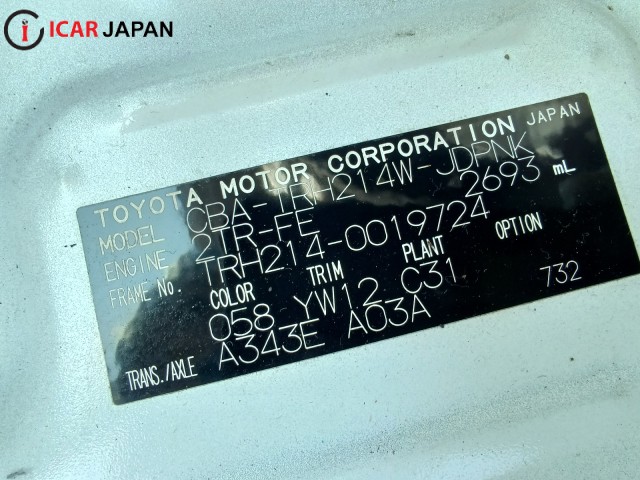 ICAR JAPAN
TOYOTA MOTOR CORPORATION JAPAN
MODEL CBA-TRH214W-JDPNK
ENGINE 2TR-FE 2693 mL
FRAME No. TRH214-0019724
COLOR TRIM PLANT OPTION
058 YW12 C31 732
TRANS./AXLE A343E A03A